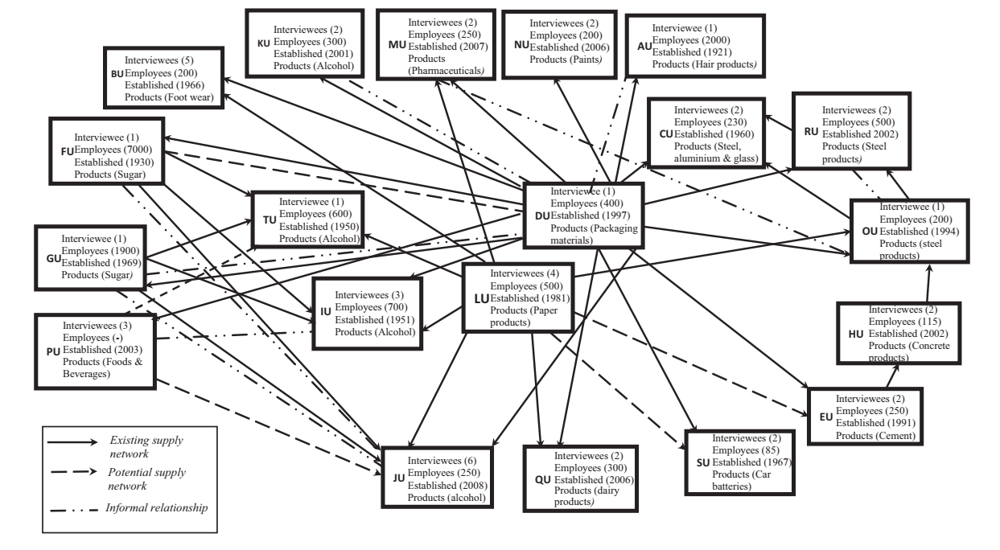 Interviewees (2)
KU Employees (300)
Established (2001)
Products (Alcohol)
Interviewees (2)
Employees (250)
MU Established (2007)
Products
(Pharmaceuticals)
Interviewees (2)
Employees (200)
NU Established (2006)
Products (Paints)
Interviewee (1)
Employees (2000)
AU Established (1921)
Products (Hair products)
Interviewees (5)
BU Employees (200)
Established (1966)
Products (Foot wear)
Interviewees (2)
Employees (230)
CU Established (1960)
Products (Steel,
aluminium & glass)
Interviewees (2)
Employees (500)
RU Established 2002)
Products (Steel
products)
Interviewee (1)
FU Employees (7000)
Established (1930)
Products (Sugar)
Interviewee (1)
Employees (600)
TU Established (1950)
Products (Alcohol)
Interviewee (1)
Employees (400)
DU Established (1997)
Products (Packaging
materials)
Interviewee (1)
Employees (200)
OU Established (1994)
Products (steel
products)
Interviewee (1)
Employees (1900)
GU Established (1969)
Products (Sugar)
Interviewees (3)
IU Employees (700)
Established (1951)
Products (Alcohol)
Interviewees (4)
Employees (500)
LU Established (1981)
Products (Paper
products)
Interviewees (2)
Employees (115)
HU Established (2002)
Products (Concrete
products)
Interviewees (3)
Employees (-)
PU Established (2003)
Products (Foods &
Beverages)
Interviewees (2)
Employees (250)
EU Established (1991)
Products (Cement)
Interviewees (6)
Employees (250)
JU Established (2008)
Products (alcohol)
Interviewees (2)
Employees (300)
QU Established (2006)
Products (dairy
products)
Interviewees (2)
Employees (85)
SU Established (1967)
Products (Car
batteries)
Existing supply
network
Potential supply
network
Informal relationship